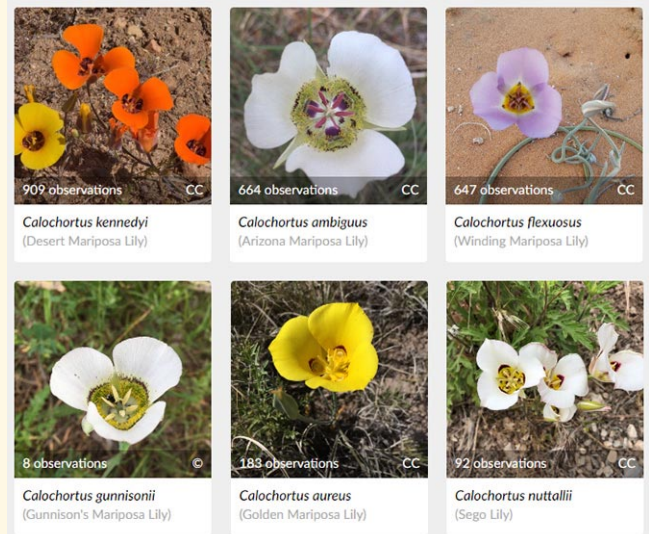 909 observations CC
664 observations CC
647 observations CC
Calochortus kennedyi
(Desert Mariposa Lily)
Calochortus ambiguus
(Arizona Mariposa Lily)
Calochortus flexuosus
(Winding Mariposa Lily)
8 observations ©
183 observations CC
92 observations CC
Calochortus gunnisonii
(Gunnison's Mariposa Lily)
Calochortus aureus
(Golden Mariposa Lily)
Calochortus nuttallii
(Sego Lily)